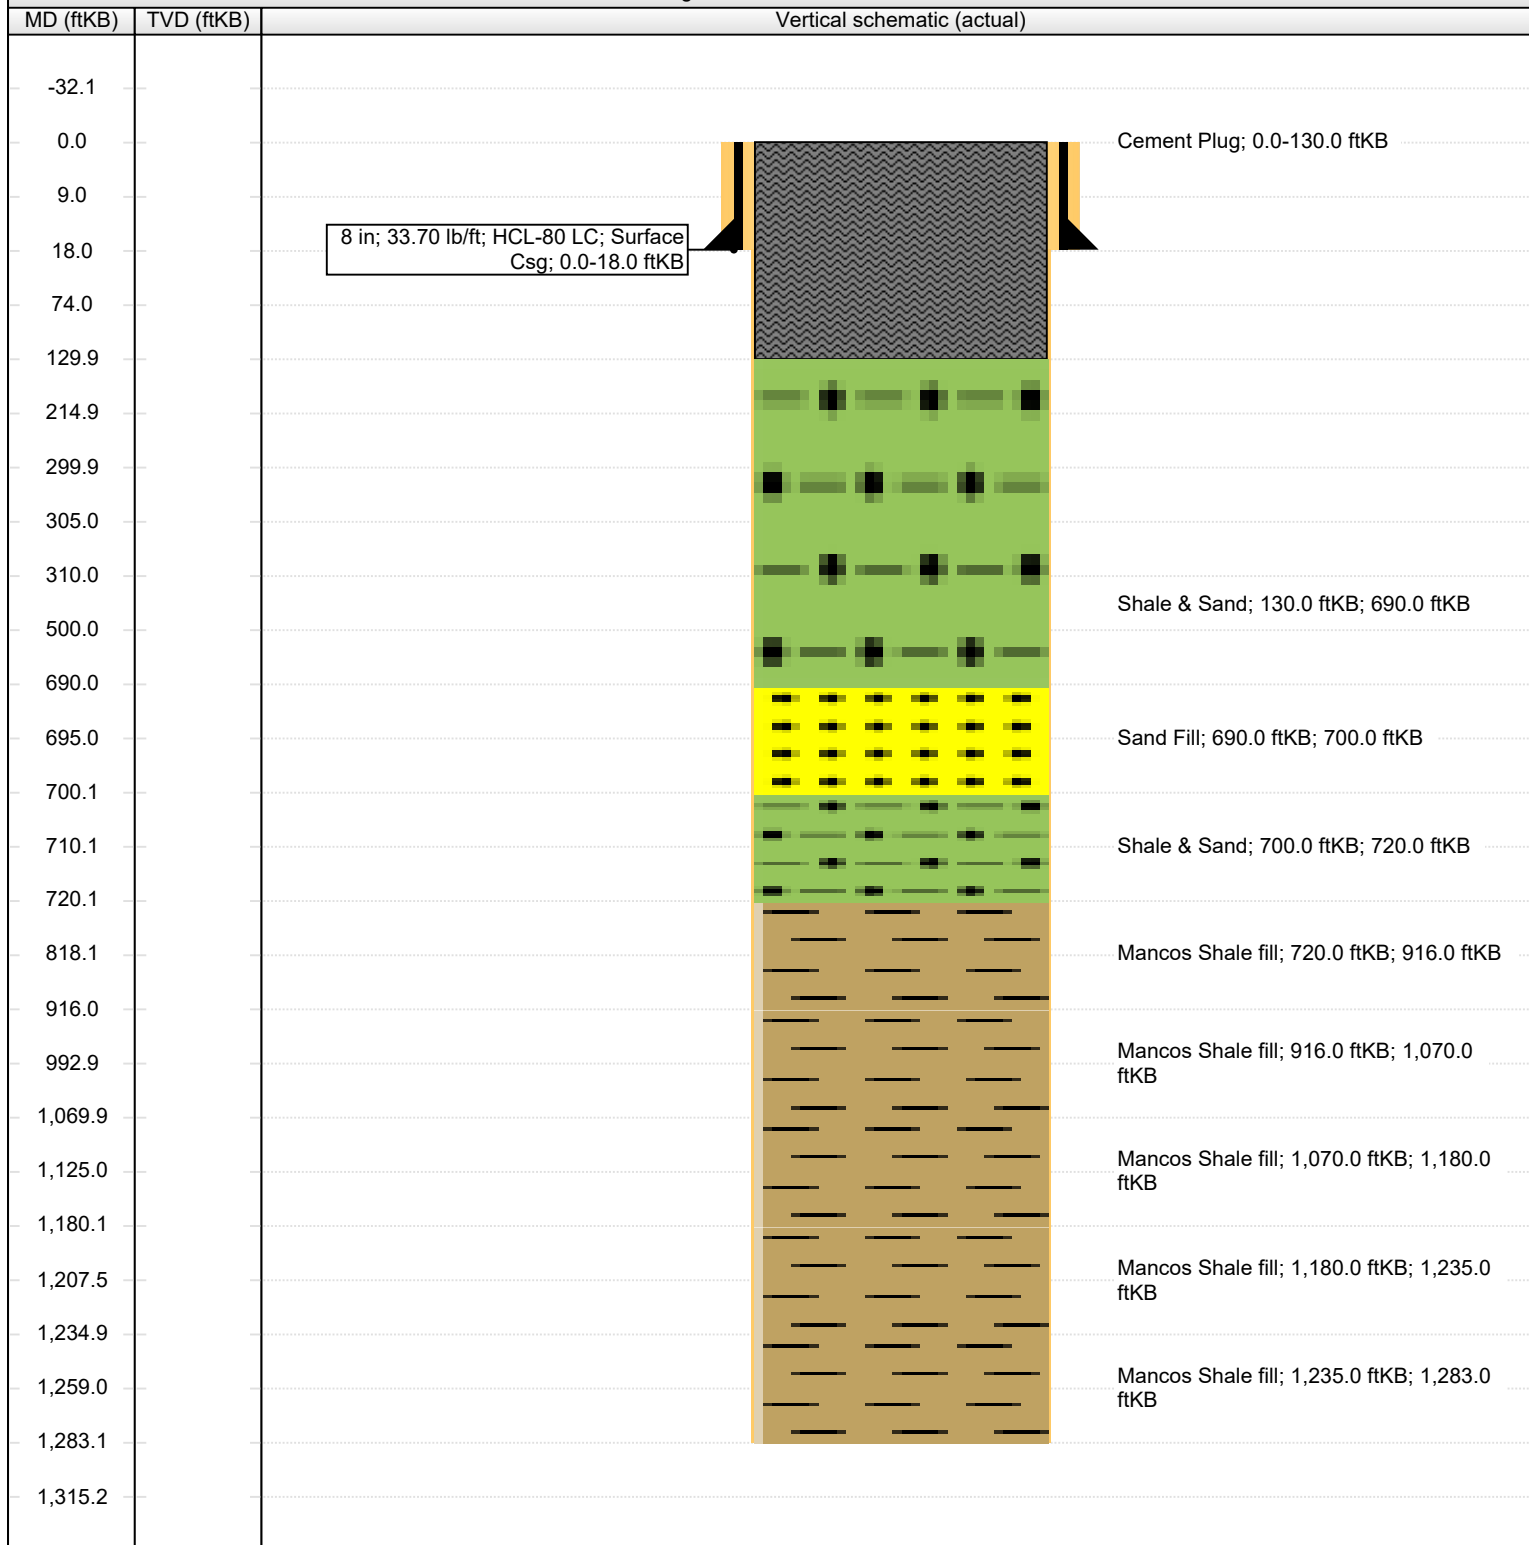 MD (ftKB) TVD (ftKB) Vertical schematic (actual)
-32.1
0.0 Cement Plug; 0.0-130.0 ftKB
9.0
8 in; 33.70 lb/ft; HCL-80 LC; Surface
Csg; 0.0-18.0 ftKB
18.0
74.0
129.9
214.9
299.9
305.0
310.0
Shale & Sand; 130.0 ftKB; 690.0 ftKB
500.0
690.0
695.0 Sand Fill; 690.0 ftKB; 700.0 ftKB
700.1
710.1 Shale & Sand; 700.0 ftKB; 720.0 ftKB
720.1
818.1 Mancos Shale fill; 720.0 ftKB; 916.0 ftKB
916.0
992.9 Mancos Shale fill; 916.0 ftKB; 1,070.0
ftKB
1,069.9
1,125.0 Mancos Shale fill; 1,070.0 ftKB; 1,180.0
ftKB
1,180.1
1,207.5 Mancos Shale fill; 1,180.0 ftKB; 1,235.0
ftKB
1,234.9
1,259.0 Mancos Shale fill; 1,235.0 ftKB; 1,283.0
ftKB
1,283.1
1,315.2